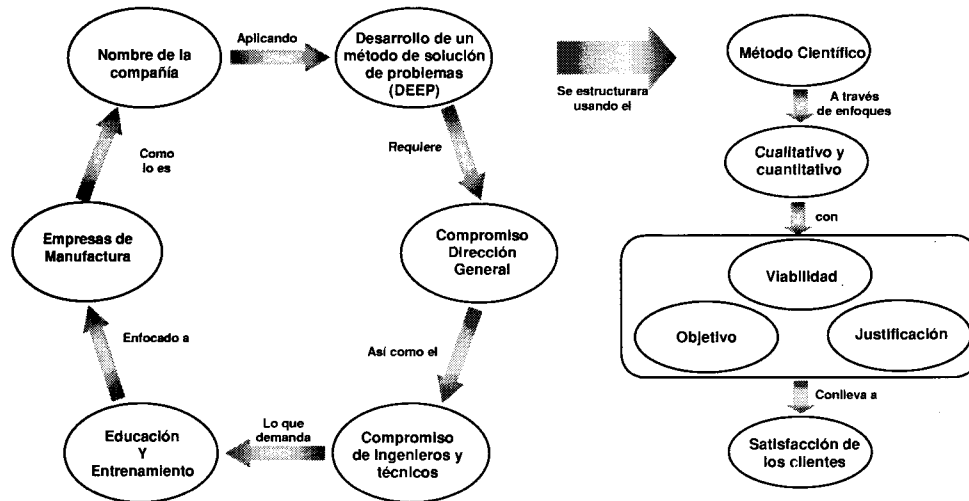 Nombre de la
compañía
Aplicando
Desarrollo de un
método de solución
de problemas
(DEEP)
Se estructurara
usando el
Método Científico
A través
de enfoques
Cualitativo y
cuantitativo
con
Viabilidad
Objetivo
Justificación
Conlleva a
Satisfacción de
los clientes
Requiere
Compromiso
Dirección
General
Así como el
Compromiso
de Ingenieros y
técnicos
Lo que
demanda
Educación
Y
Entrenamiento
Enfocado a
Empresas de
Manufactura
Como
lo es